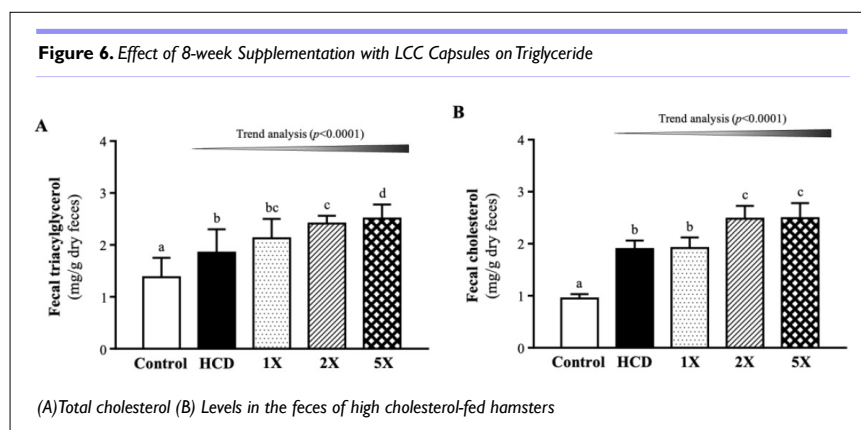 Figure 6. Effect of 8-week Supplementation with LCC Capsules on Triglyceride
A
Trend analysis (p<0.0001)
Fecal triacylglycerol
(mg/g dry feces)
4
3
2
1
0
a
b
bc
c
d
Control HCD 1X 2X 5X
B
Trend analysis (p<0.0001)
Fecal cholesterol
(mg/g dry feces)
4
3
2
1
0
a
b
b
c
c
Control HCD 1X 2X 5X
(A)Total cholesterol (B) Levels in the feces of high cholesterol-fed hamsters